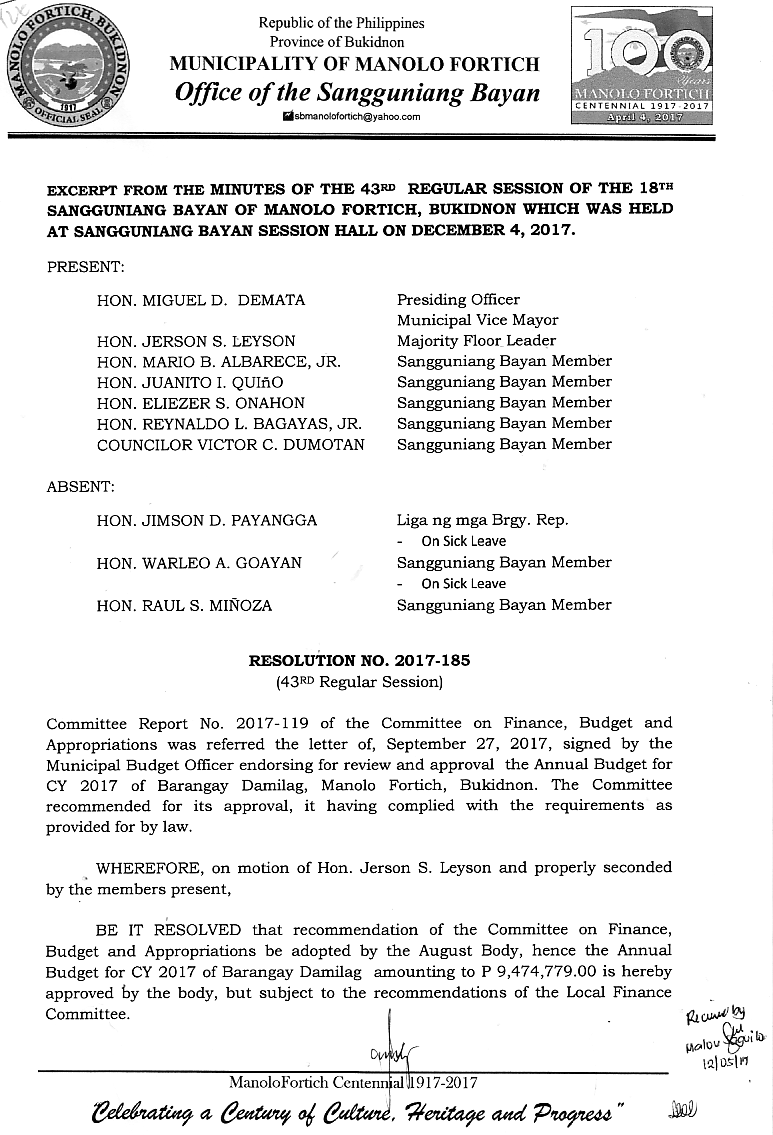 Republic of the Philippines
Province of Bukidnon
MUNICIPALITY OF MANOLO FORTICH
Office of the Sangguniang Bayan
sbmanolofortich@yahoo.com
MANOLO FORTICH, BUKIDNON
1917
OFFICIAL SEAL
100
Years
MANOLO FORTICH
CENTENNIAL 1917-2017
April 4, 2017
EXCERPT FROM THE MINUTES OF THE 43RD REGULAR SESSION OF THE 18TH
SANGGUNIANG BAYAN OF MANOLO FORTICH, BUKIDNON WHICH WAS HELD
AT SANGGUNIANG BAYAN SESSION HALL ON DECEMBER 4, 2017.
PRESENT:
HON. MIGUEL D. DEMATA Presiding Officer
Municipal Vice Mayor
HON. JERSON S. LEYSON Majority Floor Leader
HON. MARIO B. ALBARECE, JR. Sangguniang Bayan Member
HON. JUANITO I. QUIñO Sangguniang Bayan Member
HON. ELIEZER S. ONAHON Sangguniang Bayan Member
HON. REYNALDO L. BAGAYAS, JR. Sangguniang Bayan Member
COUNCILOR VICTOR C. DUMOTAN Sangguniang Bayan Member
ABSENT:
HON. JIMSON D. PAYANGGA Liga ng mga Brgy. Rep.
- On Sick Leave
HON. WARLEO A. GOAYAN Sangguniang Bayan Member
- On Sick Leave
HON. RAUL S. MIÑOZA Sangguniang Bayan Member
RESOLUTION NO. 2017-185
(43RD Regular Session)
Committee Report No. 2017-119 of the Committee on Finance, Budget and
Appropriations was referred the letter of, September 27, 2017, signed by the
Municipal Budget Officer endorsing for review and approval the Annual Budget for
CY 2017 of Barangay Damilag, Manolo Fortich, Bukidnon. The Committee
recommended for its approval, it having complied with the requirements as
provided for by law.
WHEREFORE, on motion of Hon. Jerson S. Leyson and properly seconded
by the members present,
BE IT RESOLVED that recommendation of the Committee on Finance,
Budget and Appropriations be adopted by the August Body, hence the Annual
Budget for CY 2017 of Barangay Damilag amounting to P 9,474,779.00 is hereby
approved by the body, but subject to the recommendations of the Local Finance
Committee.
Received by
Malou
12/05/17
ManoloFortich Centennial 1917-2017
"Celebrating a Century of Culture, Heritage and Progress"